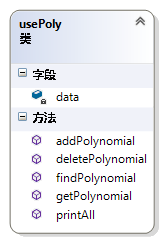 usePoly
类
字段
data
方法
addPolynomial
deletePolynomial
findPolynomial
getPolynomial
printAll